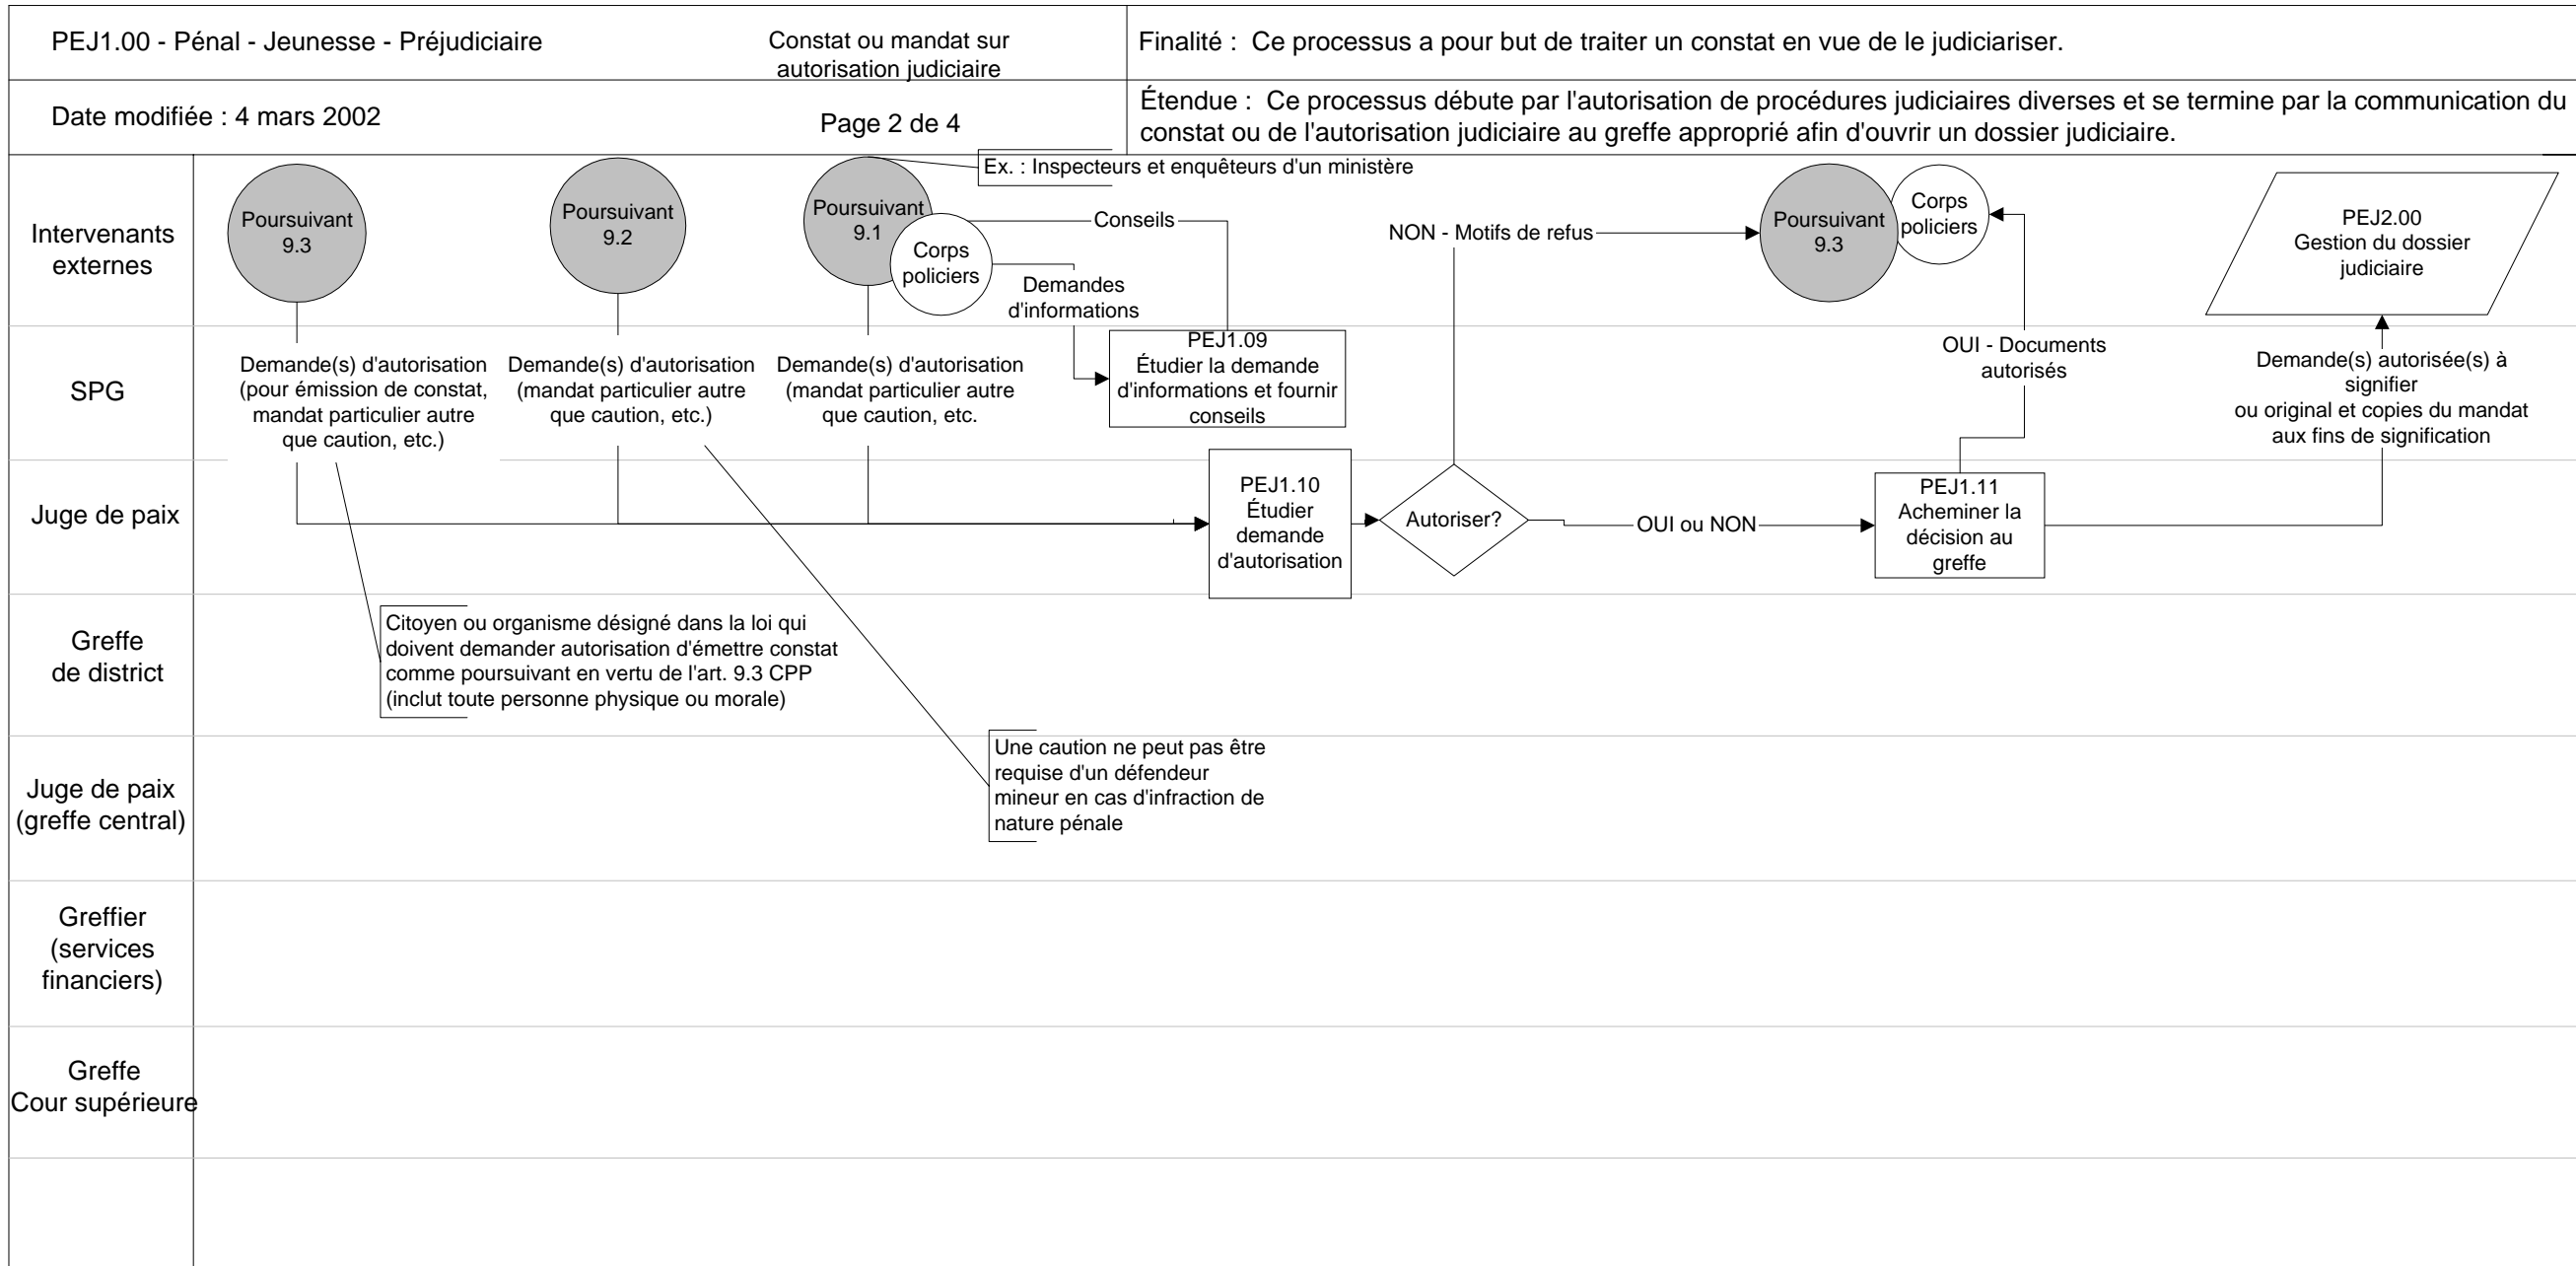 PEJ1.00 - Pénal - Jeunesse - Préjudiciaire
Constat ou mandat sur
autorisation judiciaire
Finalité : Ce processus a pour but de traiter un constat en vue de le judiciariser.
Date modifiée : 4 mars 2002
Page 2 de 4
Étendue : Ce processus débute par l'autorisation de procédures judiciaires diverses et se termine par la communication du
constat ou de l'autorisation judiciaire au greffe approprié afin d'ouvrir un dossier judiciaire.
Intervenants
externes
Poursuivant
9.3
Poursuivant
9.2
Poursuivant
9.1
Corps
policiers
Ex. : Inspecteurs et enquêteurs d'un ministère
Conseils
Demandes
d'informations
NON - Motifs de refus
Poursuivant
9.3
Corps
policiers
PEJ2.00
Gestion du dossier
judiciaire
SPG
Demande(s) d'autorisation
(pour émission de constat,
mandat particulier autre
que caution, etc.)
Demande(s) d'autorisation
(mandat particulier autre
que caution, etc.)
Demande(s) d'autorisation
(mandat particulier autre
que caution, etc.
PEJ1.09
Étudier la demande
d'informations et fournir
conseils
OUI - Documents
autorisés
Demande(s) autorisée(s) à
signifier
ou original et copies du mandat
aux fins de signification
Juge de paix
PEJ1.10
Étudier
demande
d'autorisation
Autoriser?
OUI ou NON
PEJ1.11
Acheminer la
décision au
greffe
Greffe
de district
Citoyen ou organisme désigné dans la loi qui
doivent demander autorisation d'émettre constat
comme poursuivant en vertu de l'art. 9.3 CPP
(inclut toute personne physique ou morale)
Juge de paix
(greffe central)
Une caution ne peut pas être
requise d'un défendeur
mineur en cas d'infraction de
nature pénale
Greffier
(services
financiers)
Greffe
Cour supérieure